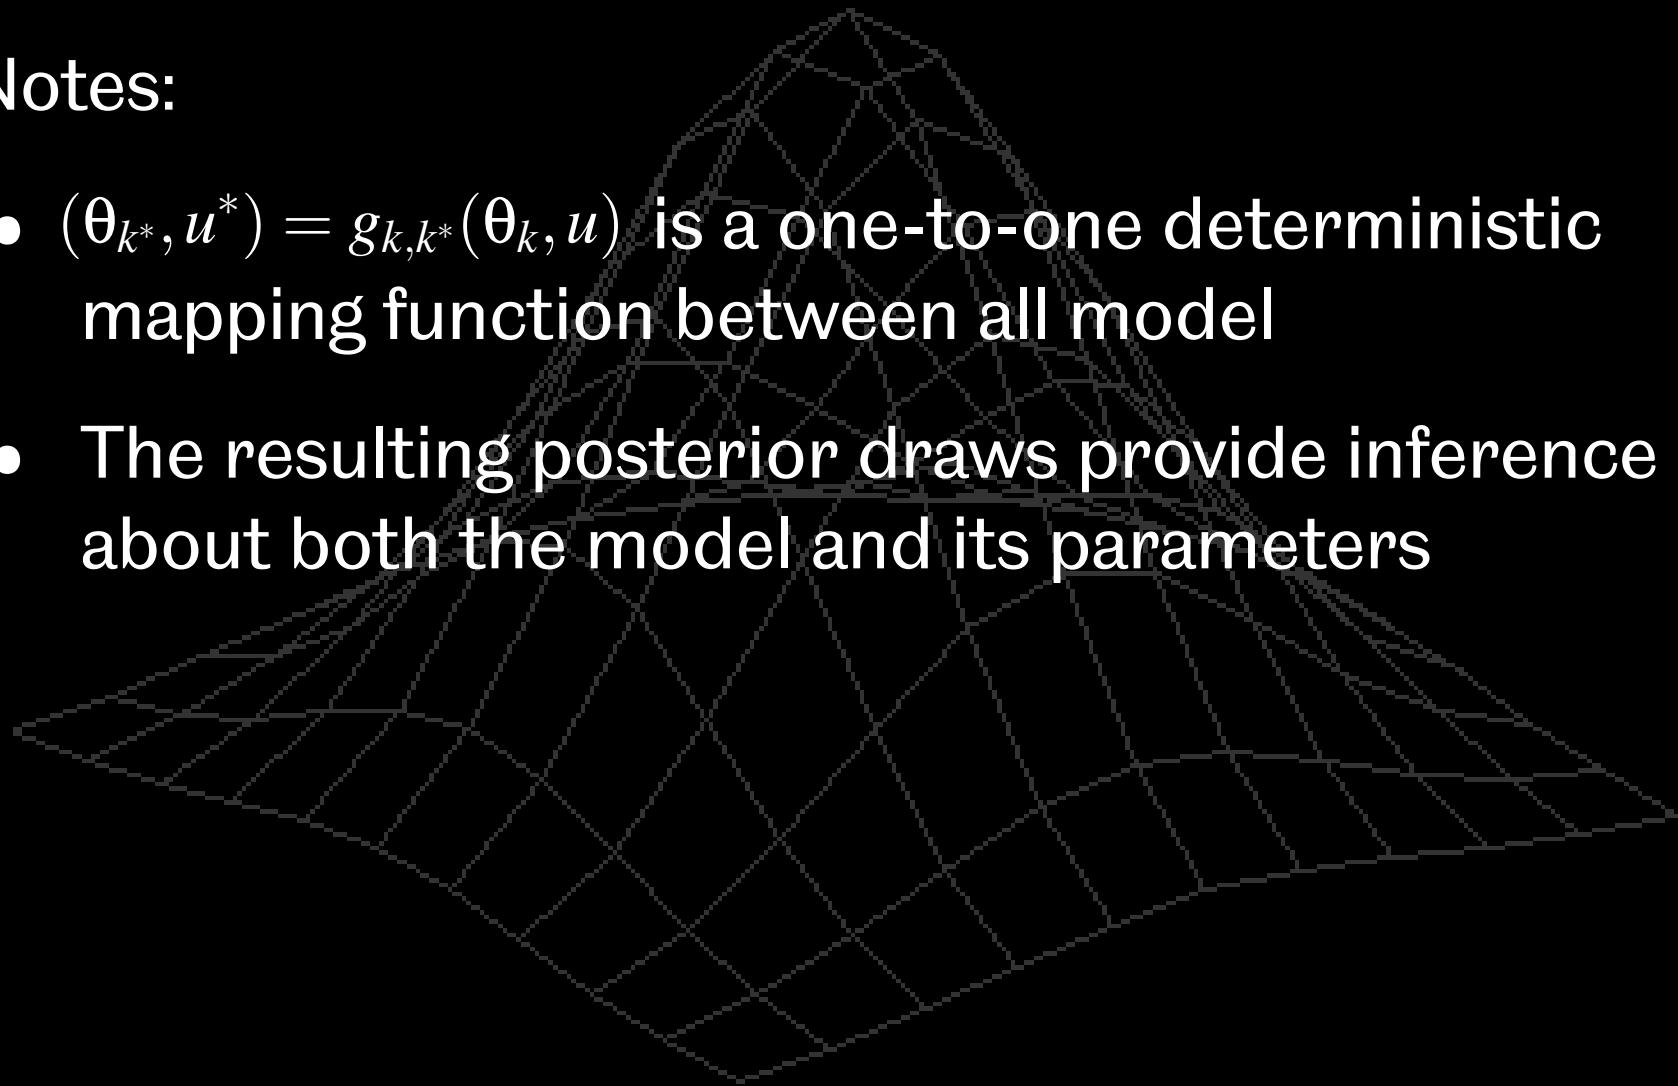 Notes:
• (θ_{k*}, u*) = g_{k,k*}(θ_k, u) is a one-to-one deterministic
mapping function between all model
• The resulting posterior draws provide inference
about both the model and its parameters